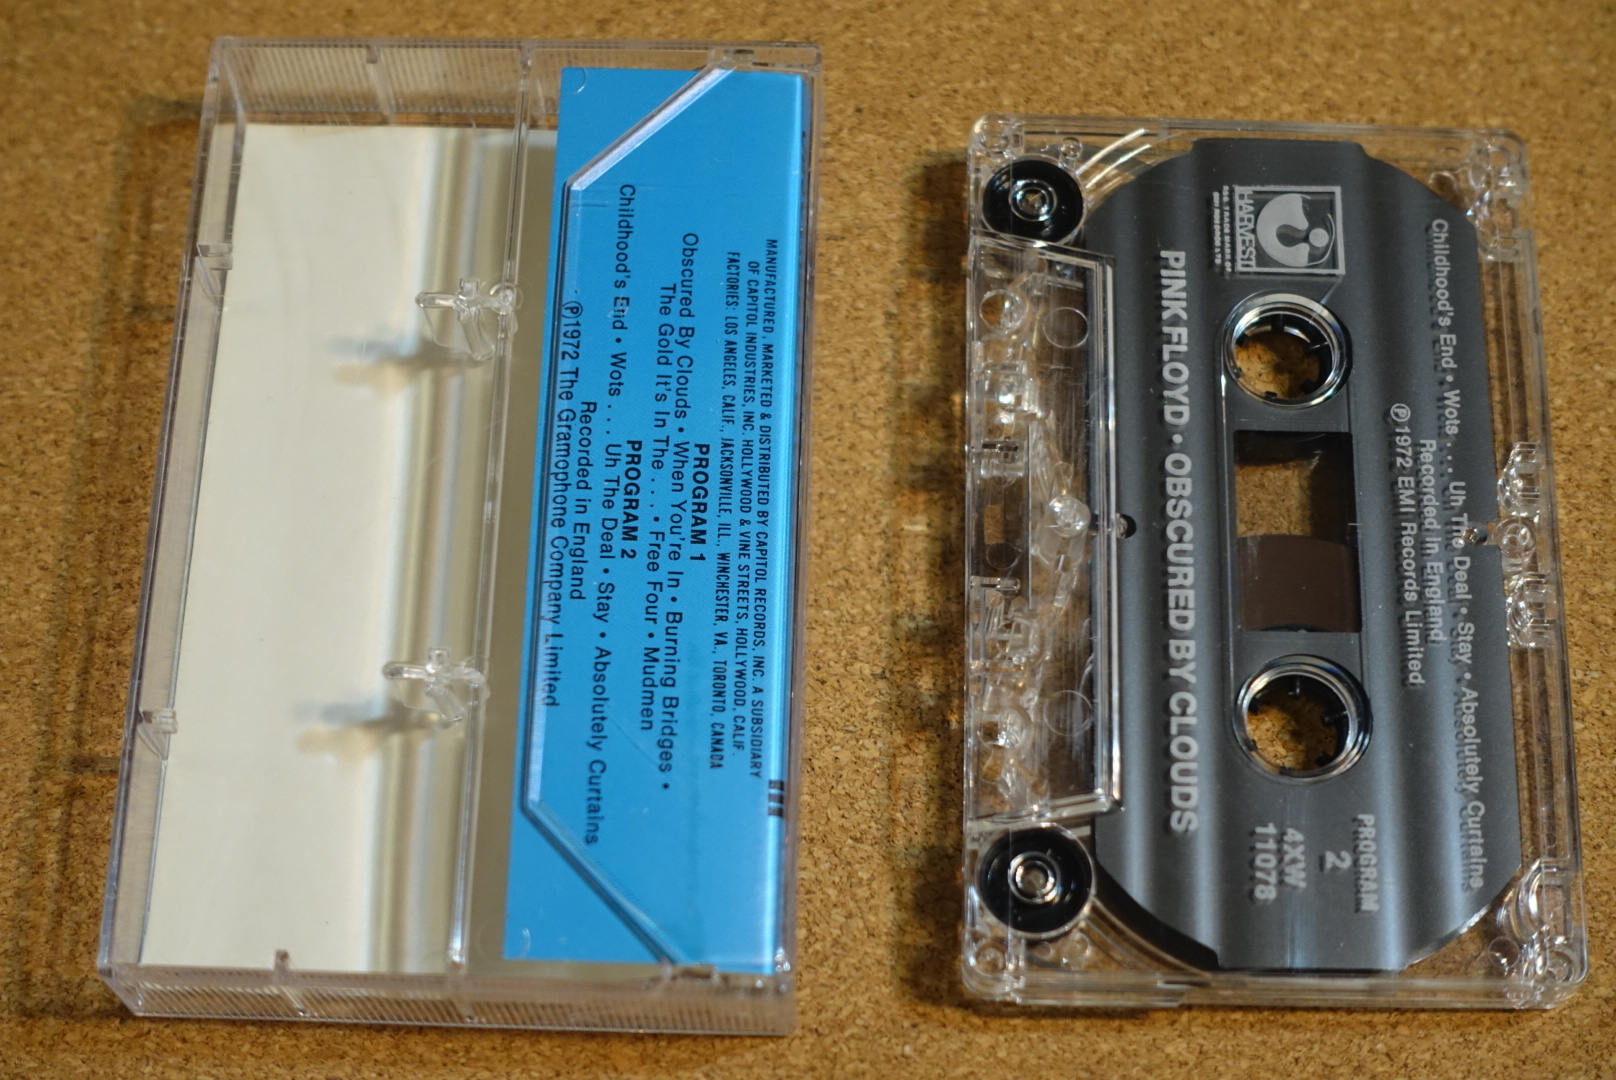 MANUFACTURED, MARKETED & DISTRIBUTED BY CAPITOL RECORDS, INC. A SUBSIDIARY
OF CAPITOL INDUSTRIES, INC. HOLLYWOOD & VINE STREETS, HOLLYWOOD, CALIF.
FACTORIES: LOS ANGELES, CALIF., JACKSONVILLE, ILL., WINCHESTER, VA., TORONTO, CANADA
PROGRAM 1
Obscured By Clouds • When You're In • Burning Bridges •
The Gold It's In The . . . • Free Four • Mudmen
PROGRAM 2
Childhood's End • Wots . . . Uh The Deal • Stay • Absolutely Curtains
Recorded in England
℗1972 The Gramophone Company Limited
Childhood's End • Wots . . . Uh The Deal • Stay • Absolutely Curtains
Recorded in England
℗1972 EMI Records Limited
HARVEST
PROGRAM
2
4XW
11078
PINK FLOYD • OBSCURED BY CLOUDS